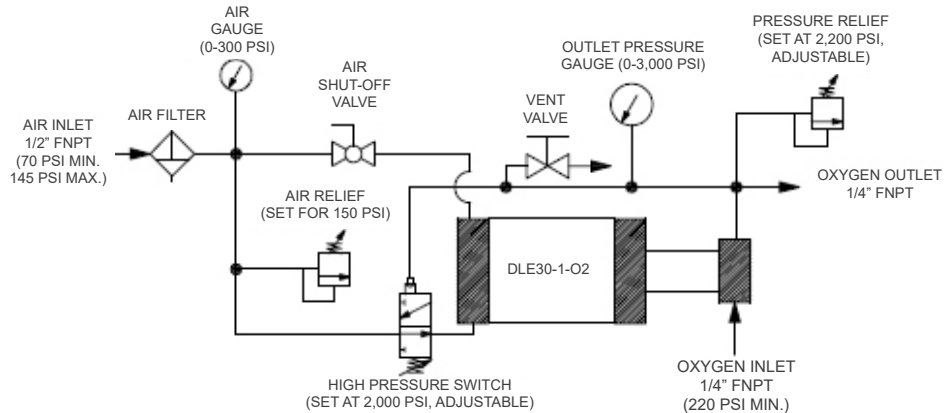 AIR
GAUGE
(0-300 PSI)
AIR
SHUT-OFF
VALVE
OUTLET PRESSURE
GAUGE (0-3,000 PSI)
PRESSURE RELIEF
(SET AT 2,200 PSI,
ADJUSTABLE)
VENT
VALVE
AIR FILTER
AIR INLET
1/2" FNPT
(70 PSI MIN.
145 PSI MAX.)
OXYGEN OUTLET
1/4" FNPT
AIR RELIEF
(SET FOR 150 PSI)
DLE30-1-O2
HIGH PRESSURE SWITCH
(SET AT 2,000 PSI, ADJUSTABLE)
OXYGEN INLET
1/4" FNPT
(220 PSI MIN.)